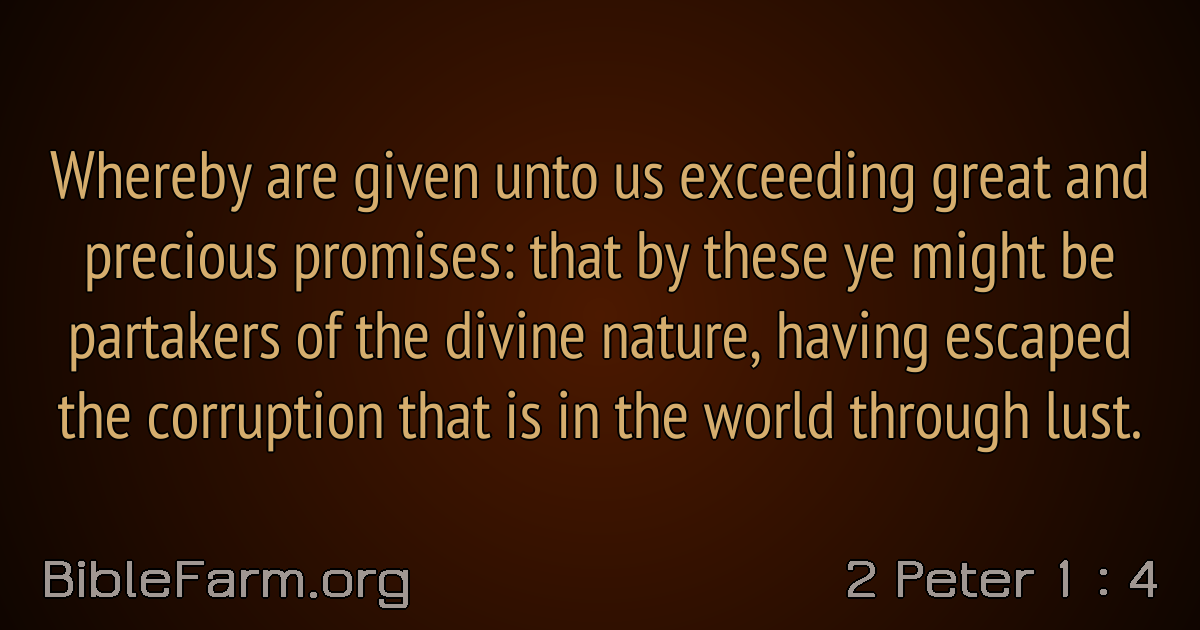 Whereby are given unto us exceeding great and
precious promises: that by these ye might be
partakers of the divine nature, having escaped
the corruption that is in the world through lust.
BibleFarm.org
2 Peter 1 : 4